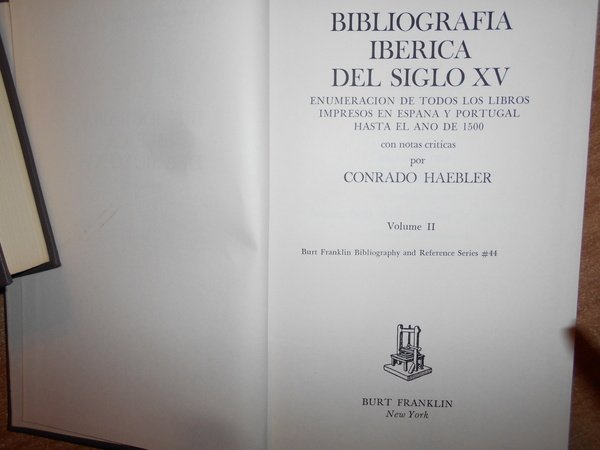 BIBLIOGRAFIA
IBERICA
DEL SIGLO XV
ENUMERACION DE TODOS LOS LIBROS
IMPRESOS EN ESPANA Y PORTUGAL
HASTA EL ANO DE 1500
con notas criticas
por
CONRADO HAEBLER
Volume II
Burt Franklin Bibliography and Reference Series #44
BURT FRANKLIN
New York